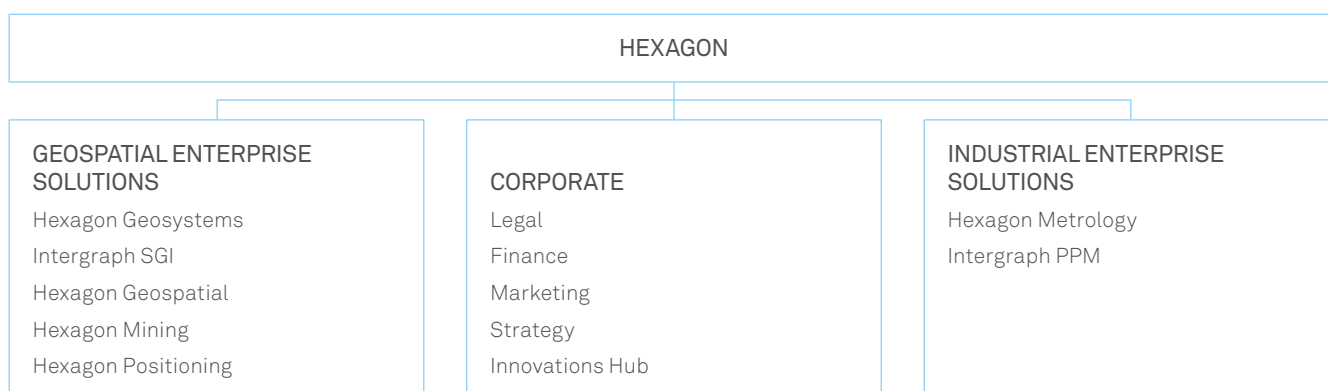 HEXAGON
GEOSPATIAL ENTERPRISE
SOLUTIONS
Hexagon Geosystems
Intergraph SGI
Hexagon Geospatial
Hexagon Mining
Hexagon Positioning
CORPORATE
Legal
Finance
Marketing
Strategy
Innovations Hub
INDUSTRIAL ENTERPRISE
SOLUTIONS
Hexagon Metrology
Intergraph PPM